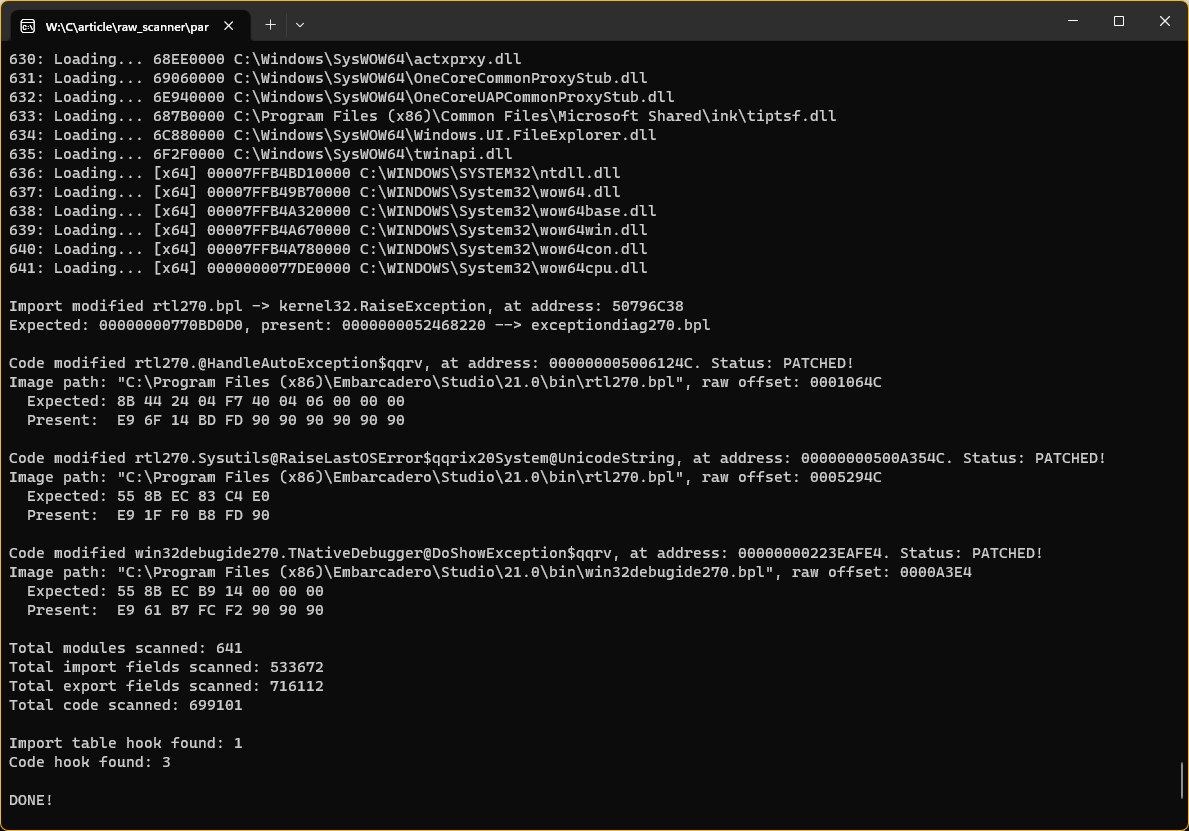 W:\C\article\raw_scanner\par
630: Loading... 68EE0000 C:\Windows\SysWOW64\actxprxy.dll
631: Loading... 69060000 C:\Windows\SysWOW64\OneCoreCommonProxyStub.dll
632: Loading... 6E940000 C:\Windows\SysWOW64\OneCoreUAPCommonProxyStub.dll
633: Loading... 687B0000 C:\Program Files (x86)\Common Files\Microsoft Shared\ink\tiptsf.dll
634: Loading... 6C880000 C:\Windows\SysWOW64\Windows.UI.FileExplorer.dll
635: Loading... 6F2F0000 C:\Windows\SysWOW64\twinapi.dll
636: Loading... [x64] 00007FFB4BD10000 C:\WINDOWS\SYSTEM32\ntdll.dll
637: Loading... [x64] 00007FFB49B70000 C:\WINDOWS\System32\wow64.dll
638: Loading... [x64] 00007FFB4A320000 C:\WINDOWS\System32\wow64base.dll
639: Loading... [x64] 00007FFB4A670000 C:\WINDOWS\System32\wow64win.dll
640: Loading... [x64] 00007FFB4A780000 C:\WINDOWS\System32\wow64con.dll
641: Loading... [x64] 0000000077DE0000 C:\WINDOWS\System32\wow64cpu.dll
Import modified rtl270.bpl -> kernel32.RaiseException, at address: 50796C38
Expected: 00000000770BD0D0, present: 0000000052468220 --> exceptiondiag270.bpl
Code modified rtl270.@HandleAutoException$qqrv, at address: 000000005006124C. Status: PATCHED!
Image path: "C:\Program Files (x86)\Embarcadero\Studio\21.0\bin\rtl270.bpl", raw offset: 0001064C
Expected: 8B 44 24 04 F7 40 04 06 00 00 00
Present: E9 6F 14 BD FD 90 90 90 90 90 90
Code modified rtl270.Sysutils@RaiseLastOSError$qqrix20System@UnicodeString, at address: 00000000500A354C. Status: PATCHED!
Image path: "C:\Program Files (x86)\Embarcadero\Studio\21.0\bin\rtl270.bpl", raw offset: 0005294C
Expected: 55 8B EC 83 C4 E0
Present: E9 1F F0 B8 FD 90
Code modified win32debugide270.TNativeDebugger@DoShowException$qqrv, at address: 00000000223EAFE4. Status: PATCHED!
Image path: "C:\Program Files (x86)\Embarcadero\Studio\21.0\bin\win32debugide270.bpl", raw offset: 0000A3E4
Expected: 55 8B EC B9 14 00 00 00
Present: E9 61 B7 FC F2 90 90 90
Total modules scanned: 641
Total import fields scanned: 533672
Total export fields scanned: 716112
Total code scanned: 699101
Import table hook found: 1
Code hook found: 3
DONE!